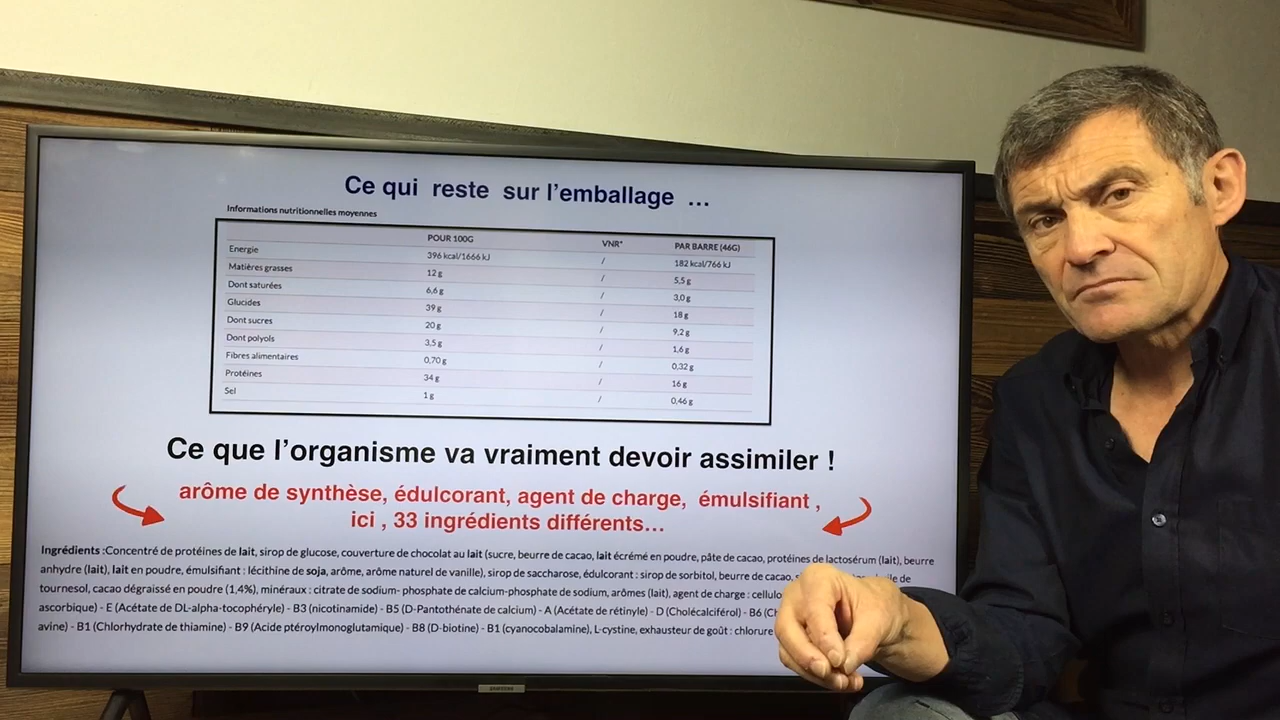 Ce qui reste sur l'emballage ...
Informations nutritionnelles moyennes
POUR 100G VNR* PAR BARRE (46G)
Energie 396 kcal/1666 kJ / 182 kcal/766 kJ
Matières grasses 12 g / 5,5 g
Dont saturées 6,6 g / 3,0 g
Glucides 39 g / 18 g
Dont sucres 20 g / 9,2 g
Dont polyols 3,5 g / 1,6 g
Fibres alimentaires 0,70 g / 0,32 g
Protéines 34 g / 16 g
Sel 1 g / 0,46 g
Ce que l'organisme va vraiment devoir assimiler !
arôme de synthèse, édulcorant, agent de charge, émulsifiant ,
ici , 33 ingrédients différents...
Ingrédients :Concentré de protéines de lait, sirop de glucose, couverture de chocolat au lait (sucre, beurre de cacao, lait écrémé en poudre, pâte de cacao, protéines de lactosérum (lait), beurre
anhydre (lait), lait en poudre, émulsifiant : lécithine de soja, arôme, arôme naturel de vanille), sirop de saccharose, édulcorant : sirop de sorbitol, beurre de cacao, de
tournesol, cacao dégraissé en poudre (1,4%), minéraux : citrate de sodium- phosphate de calcium-phosphate de sodium, arômes (lait), agent de charge :
ascorbique) - E (Acétate de DL-alpha-tocophéryle) - B3 (nicotinamide) - B5 (D-Pantothénate de calcium) - A (Acétate de rétinyle) - D (Cholécalciférol) - B6
avine) - B1 (Chlorhydrate de thiamine) - B9 (Acide ptéroylmonoglutamique) - B8 (D-biotine) - B1 (cyanocobalamine), L-cystine, exhausteur de goût : chlorure
SAMSUNG